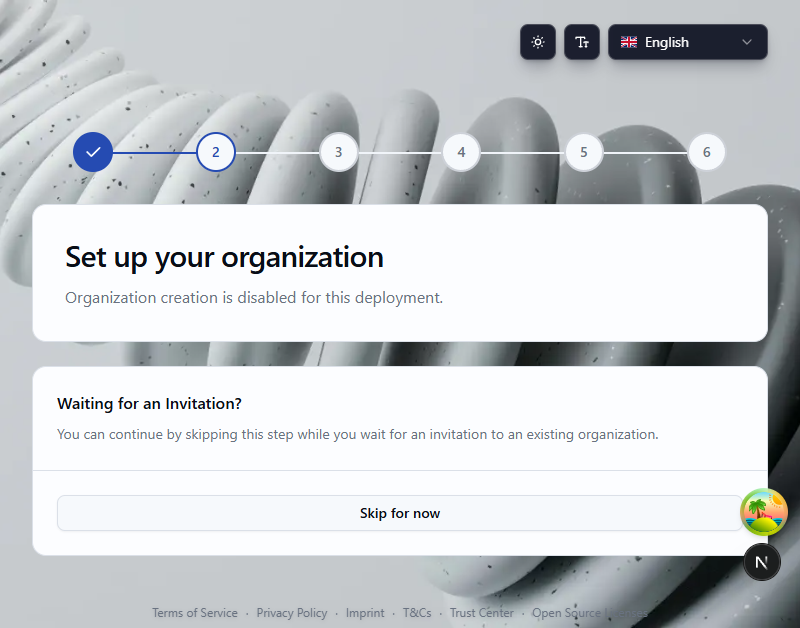 English
2
3
4
5
6
Set up your organization
Organization creation is disabled for this deployment.
Waiting for an Invitation?
You can continue by skipping this step while you wait for an invitation to an existing organization.
Skip for now
N
Terms of Service · Privacy Policy · Imprint · T&Cs · Trust Center · Open Source Licenses